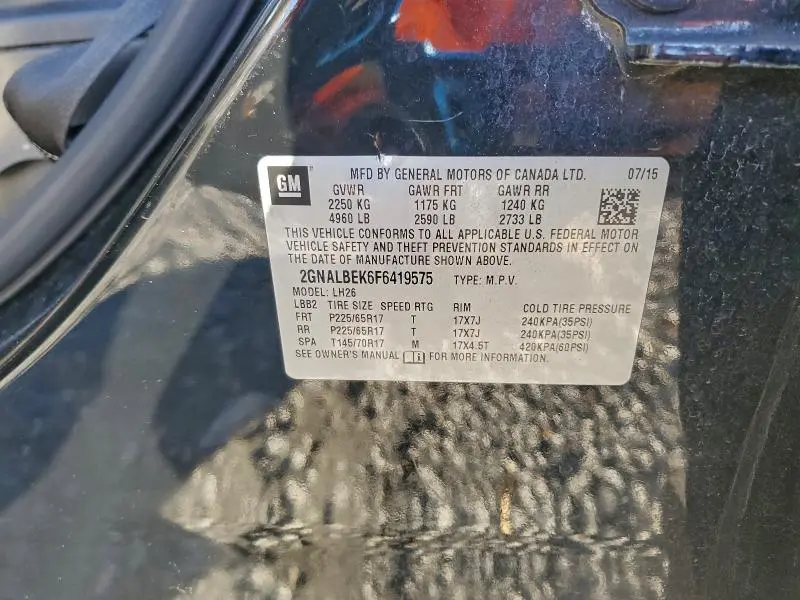 GM
MFD BY GENERAL MOTORS OF CANADA LTD. 07/15
GVWR GAWR FRT GAWR RR
2250 KG 1175 KG 1240 KG
4960 LB 2590 LB 2733 LB
THIS VEHICLE CONFORMS TO ALL APPLICABLE U.S. FEDERAL MOTOR
VEHICLE SAFETY AND THEFT PREVENTION STANDARDS IN EFFECT ON
THE DATE OF MANUFACTURE SHOWN ABOVE.
2GNALBEK6F6419575 TYPE: M.P.V.
MODEL: LH26
LBB2 TIRE SIZE SPEED RTG RIM COLD TIRE PRESSURE
FRT P225/65R17 T 17X7J 240KPA(35PSI)
RR P225/65R17 T 17X7J 240KPA(35PSI)
SPA T145/70R17 M 17X4.5T 420KPA(60PSI)
SEE OWNER'S MANUAL FOR MORE INFORMATION.